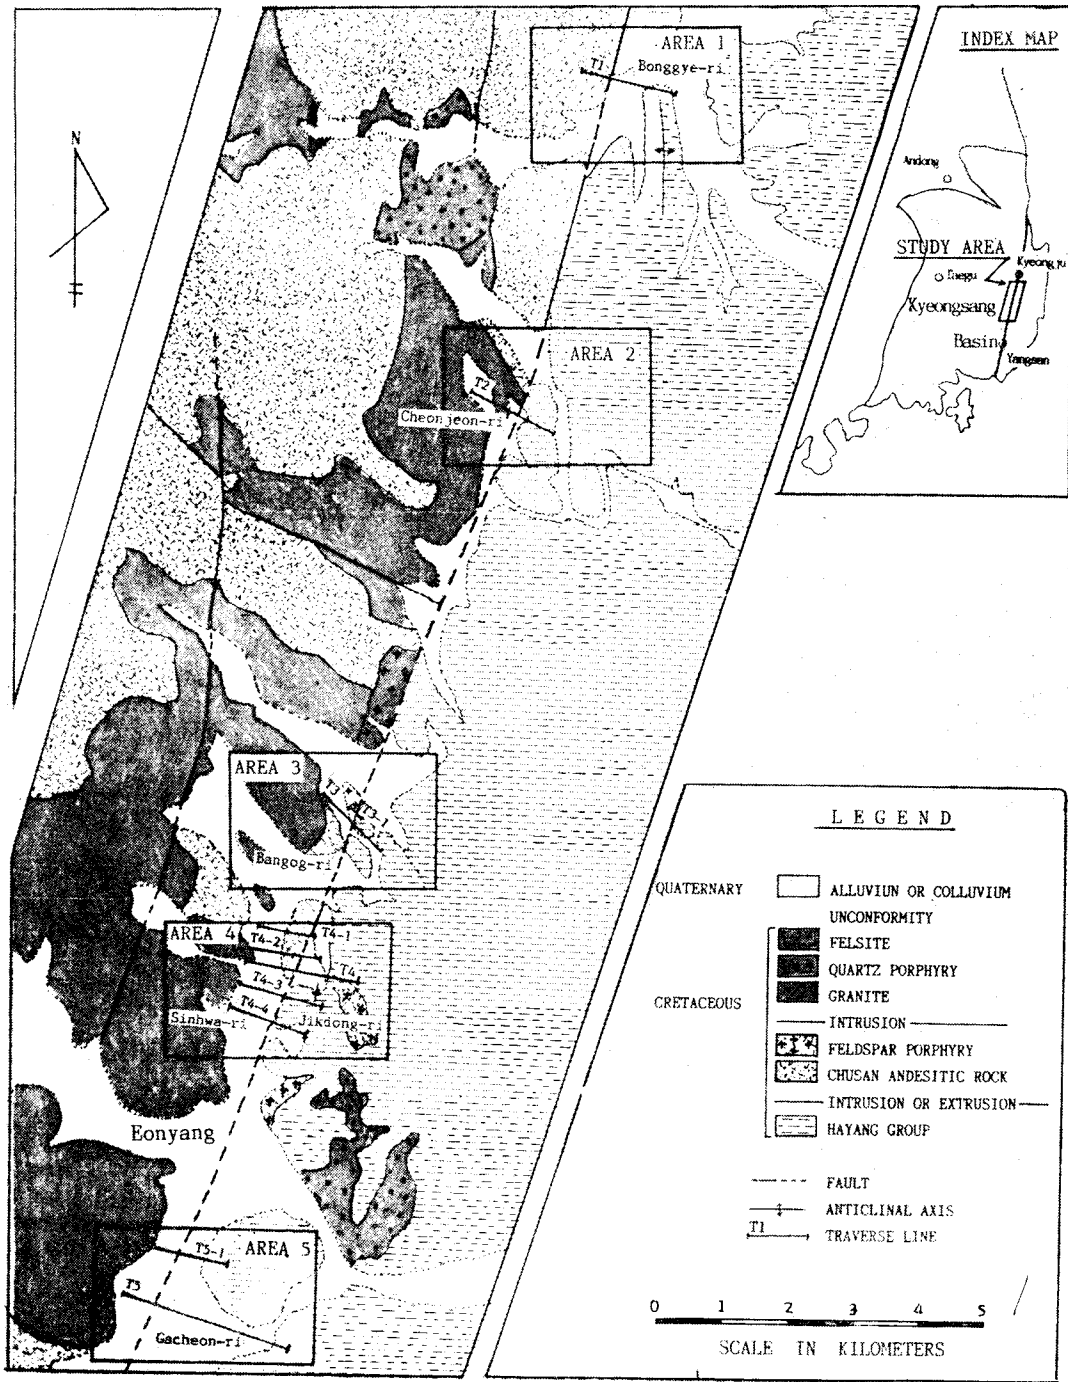 AREA 1
T1
Bonggye-ri
N
INDEX MAP
Andong
STUDY AREA
Kyeongju
Taegu
Kyeongsang
Basin
Yangsan
AREA 2
T2
Cheonjeon-ri
AREA 3
T3
T3-1
Bangog-ri
AREA 4
T4-1
T4-2
T4
T4-3
T4-4
Sinhwa-ri
Jikdong-ri
Eonyang
T5-1
AREA 5
T5
Gacheon-ri
LEGEND
QUATERNARY
ALLUVIUN OR COLLUVIUM
UNCONFORMITY
FELSITE
QUARTZ PORPHYRY
GRANITE
CRETACEOUS
INTRUSION
FELDSPAR PORPHYRY
CHUSAN ANDESITIC ROCK
INTRUSION OR EXTRUSION
HAYANG GROUP
FAULT
ANTICLINAL AXIS
T1
TRAVERSE LINE
0 1 2 3 4 5
SCALE IN KILOMETERS